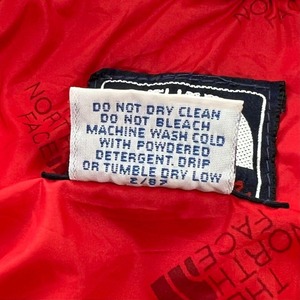 NORTH
FACE
DO NOT DRY CLEAN
DO NOT BLEACH
MACHINE WASH COLD
WITH POWDERED
DETERGENT. DRIP
OR TUMBLE DRY LOW
2/87
THE
NORTH
FACE